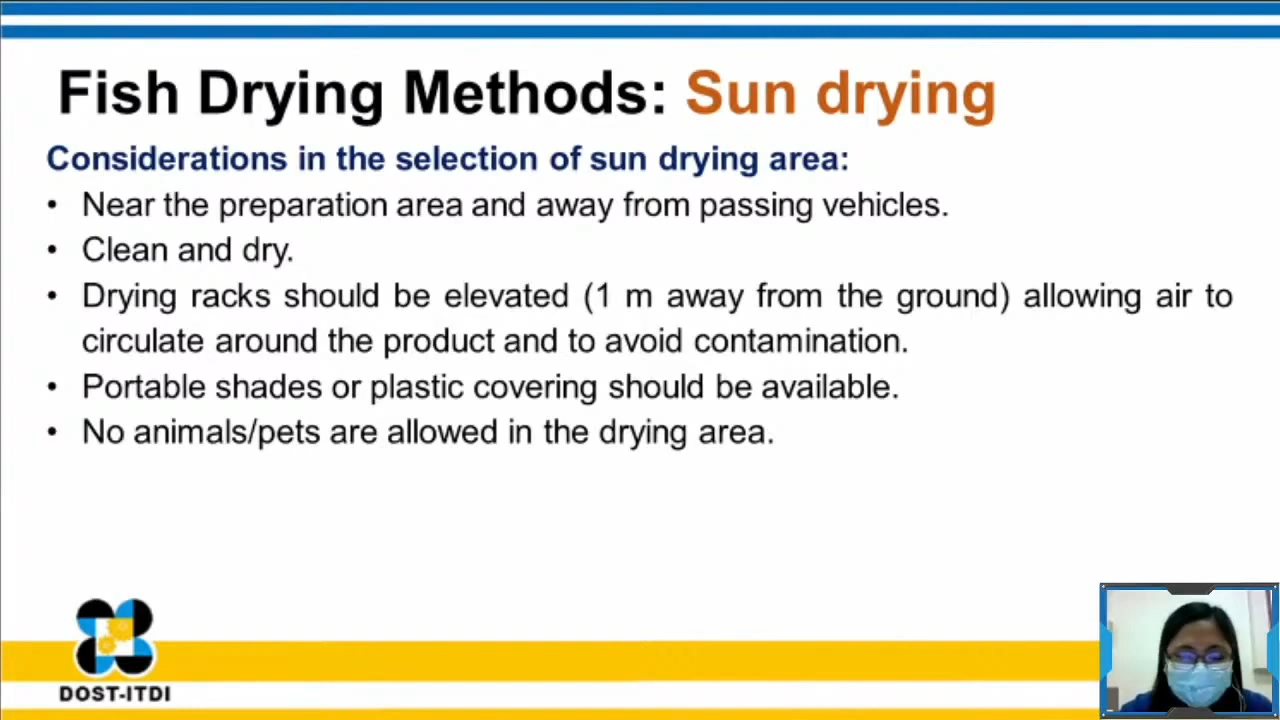 Fish Drying Methods: Sun drying
Considerations in the selection of sun drying area:
• Near the preparation area and away from passing vehicles.
• Clean and dry.
• Drying racks should be elevated (1 m away from the ground) allowing air to
circulate around the product and to avoid contamination.
• Portable shades or plastic covering should be available.
• No animals/pets are allowed in the drying area.
DOST-ITDI